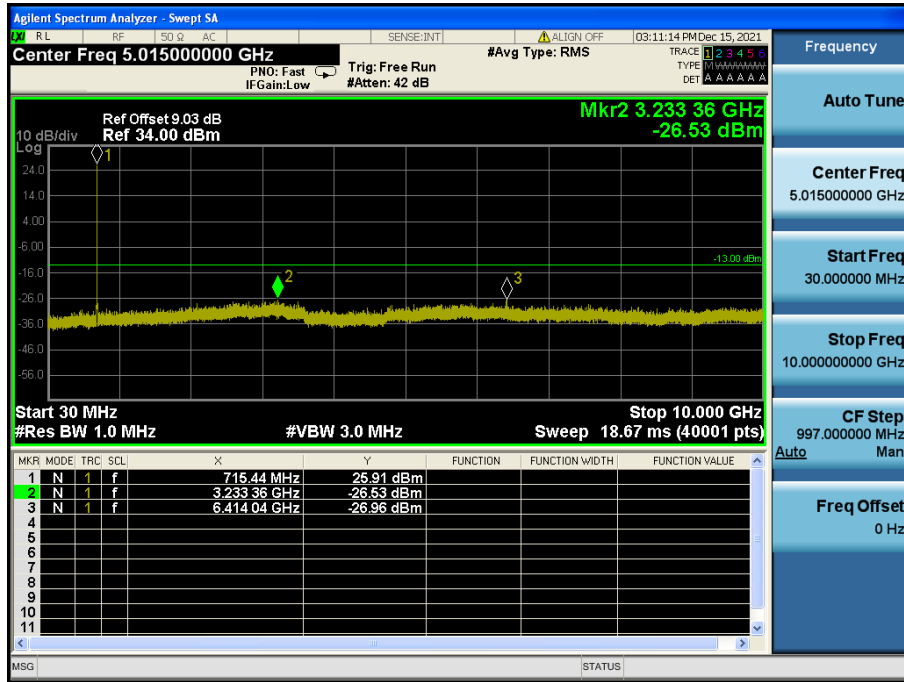 Agilent Spectrum Analyzer - Swept SA
LXI RL RF 50 Ω AC SENSE:INT ALIGN OFF 03:11:14 PM Dec 15, 2021
Center Freq 5.015000000 GHz #Avg Type: RMS TRACE 1 2 3 4 5 6
PNO: Fast Trig: Free Run TYPE M WWWWW
IFGain:Low #Atten: 42 dB DET A A A A A A
Mkr2 3.233 36 GHz
-26.53 dBm
Ref Offset 9.03 dB
10 dB/div Ref 34.00 dBm
Log
1
24.0
14.0
4.00
-6.00
-13.00 dBm
-16.0
2
3
-26.0
-36.0
-46.0
-56.0
Start 30 MHz Stop 10.000 GHz
#Res BW 1.0 MHz #VBW 3.0 MHz Sweep 18.67 ms (40001 pts)
MKR MODE TRC SCL X Y FUNCTION FUNCTION WIDTH FUNCTION VALUE
1 N 1 f 715.44 MHz 25.91 dBm
2 N 1 f 3.233 36 GHz -26.53 dBm
3 N 1 f 6.414 04 GHz -26.96 dBm
4
5
6
7
8
9
10
11
MSG STATUS
Frequency
Auto Tune
Center Freq
5.015000000 GHz
Start Freq
30.000000 MHz
Stop Freq
10.000000000 GHz
CF Step
997.000000 MHz
Auto Man
Freq Offset
0 Hz